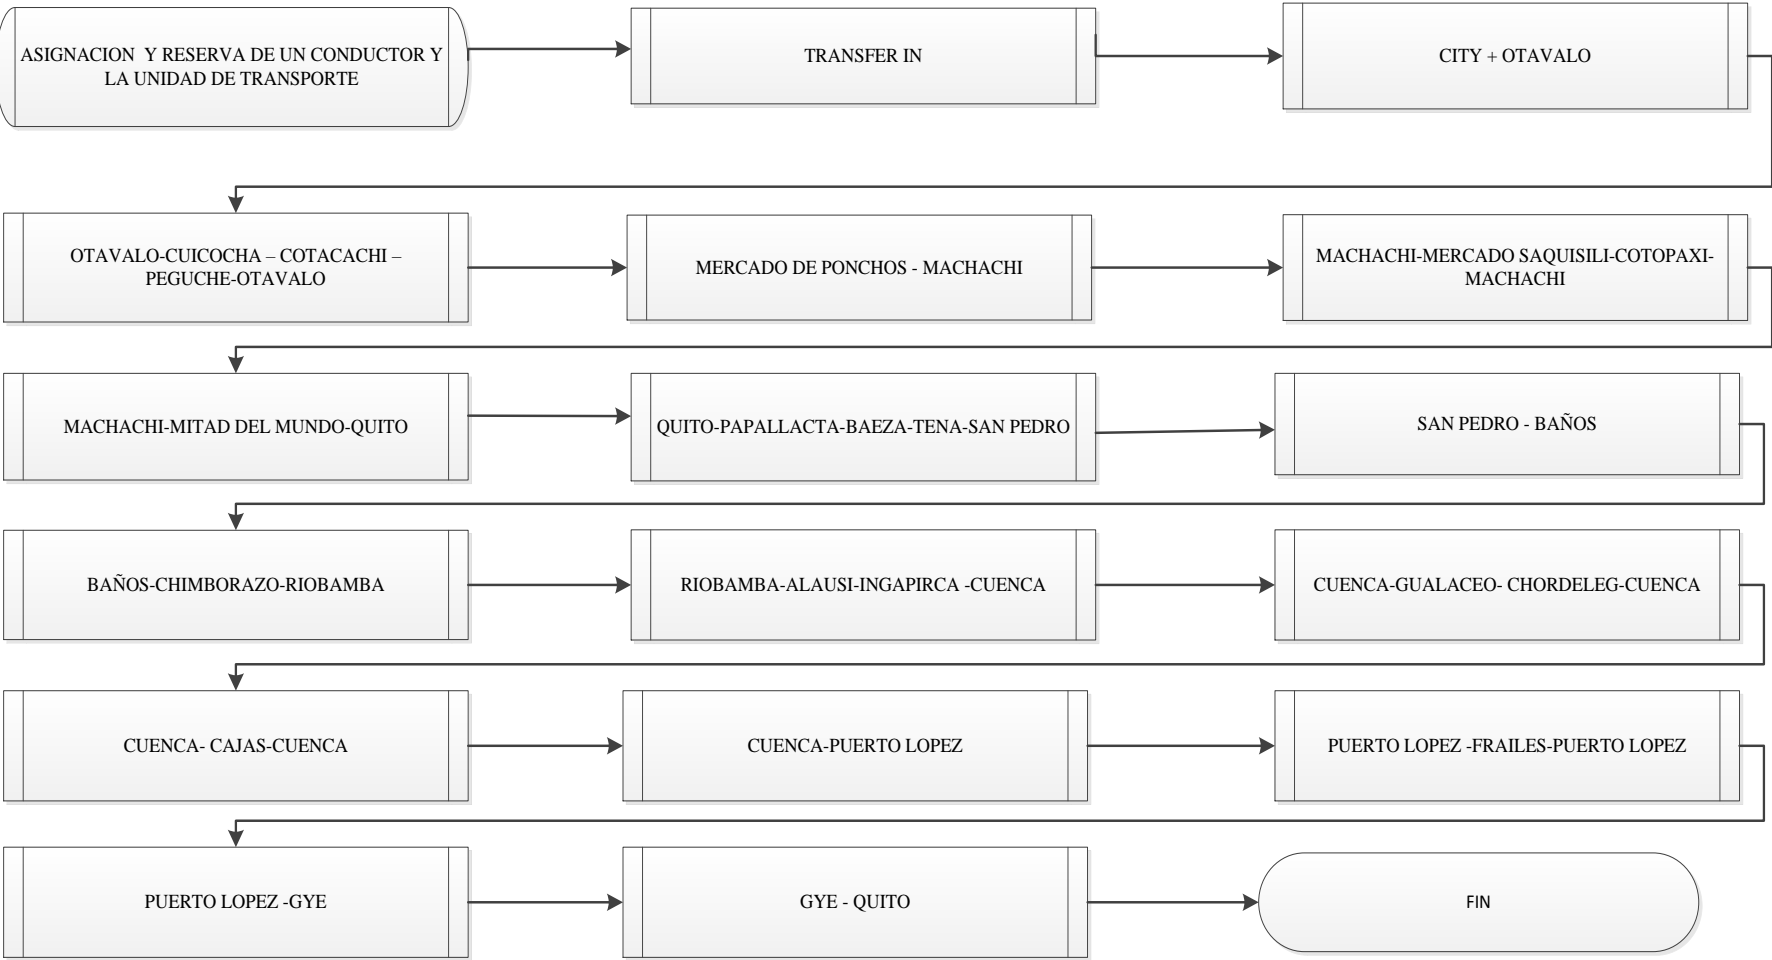 ASIGNACION Y RESERVA DE UN CONDUCTOR Y
LA UNIDAD DE TRANSPORTE
TRANSFER IN
CITY + OTAVALO
OTAVALO-CUICOCHA – COTACACHI –
PEGUCHE-OTAVALO
MERCADO DE PONCHOS - MACHACHI
MACHACHI-MERCADO SAQUISILI-COTOPAXI-
MACHACHI
MACHACHI-MITAD DEL MUNDO-QUITO
QUITO-PAPALLACTA-BAEZA-TENA-SAN PEDRO
SAN PEDRO - BAÑOS
BAÑOS-CHIMBORAZO-RIOBAMBA
RIOBAMBA-ALAUSI-INGAPIRCA -CUENCA
CUENCA-GUALACEO- CHORDELEG-CUENCA
CUENCA- CAJAS-CUENCA
CUENCA-PUERTO LOPEZ
PUERTO LOPEZ -FRAILES-PUERTO LOPEZ
PUERTO LOPEZ -GYE
GYE - QUITO
FIN